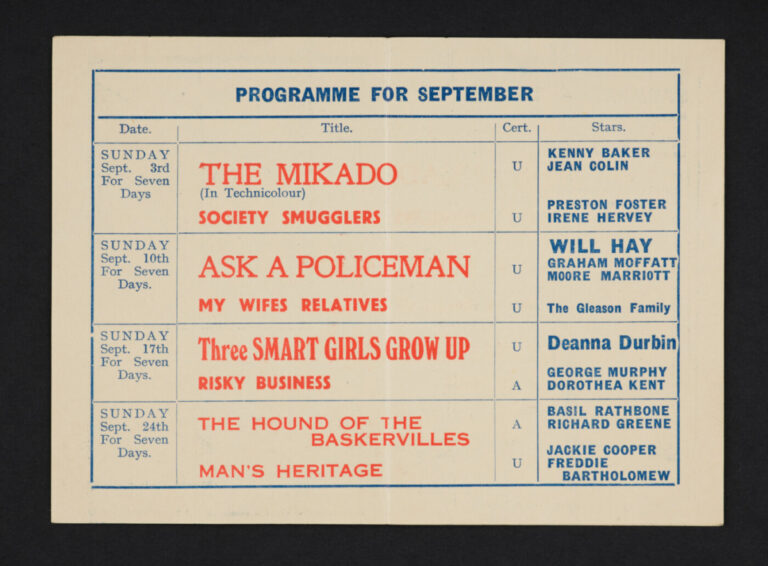 PROGRAMME FOR SEPTEMBER
Date. Title. Cert. Stars.
SUNDAY
Sept. 3rd
For Seven
Days
THE MIKADO
(In Technicolour)
U
KENNY BAKER
JEAN COLIN
SOCIETY SMUGGLERS
U
PRESTON FOSTER
IRENE HERVEY
SUNDAY
Sept. 10th
For Seven
Days.
ASK A POLICEMAN
U
WILL HAY
GRAHAM MOFFATT
MOORE MARRIOTT
MY WIFES RELATIVES
U
The Gleason Family
SUNDAY
Sept. 17th
For Seven
Days.
Three SMART GIRLS GROW UP
U
Deanna Durbin
RISKY BUSINESS
A
GEORGE MURPHY
DOROTHEA KENT
SUNDAY
Sept. 24th
For Seven
Days.
THE HOUND OF THE
BASKERVILLES
A
BASIL RATHBONE
RICHARD GREENE
MAN'S HERITAGE
U
JACKIE COOPER
FREDDIE
BARTHOLOMEW